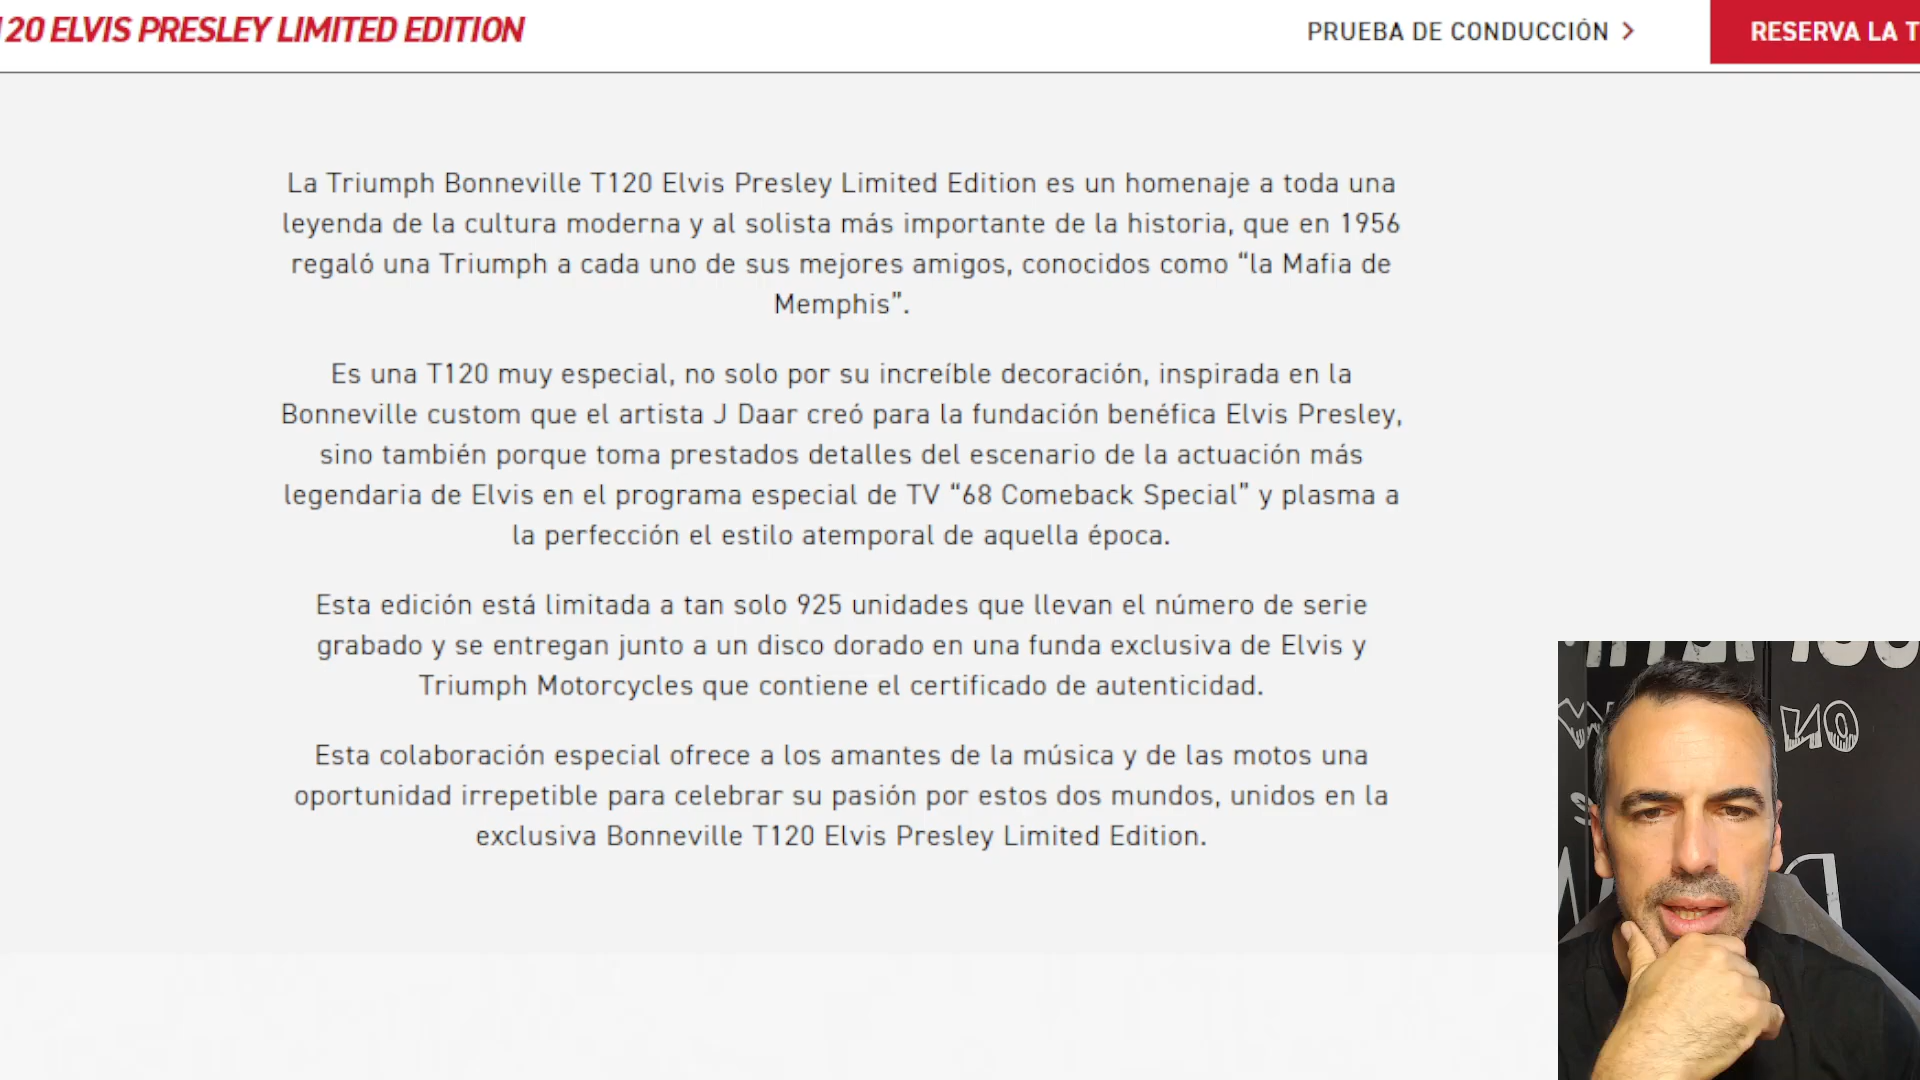 120 ELVIS PRESLEY LIMITED EDITION
PRUEBA DE CONDUCCIÓN
RESERVA LA T
La Triumph Bonneville T120 Elvis Presley Limited Edition es un homenaje a toda una
leyenda de la cultura moderna y al solista más importante de la historia, que en 1956
regaló una Triumph a cada uno de sus mejores amigos, conocidos como “la Mafia de
Memphis”.
Es una T120 muy especial, no solo por su increíble decoración, inspirada en la
Bonneville custom que el artista J Daar creó para la fundación benéfica Elvis Presley,
sino también porque toma prestados detalles del escenario de la actuación más
legendaria de Elvis en el programa especial de TV “68 Comeback Special” y plasma a
la perfección el estilo atemporal de aquella época.
Esta edición está limitada a tan solo 925 unidades que llevan el número de serie
grabado y se entregan junto a un disco dorado en una funda exclusiva de Elvis y
Triumph Motorcycles que contiene el certificado de autenticidad.
Esta colaboración especial ofrece a los amantes de la música y de las motos una
oportunidad irrepetible para celebrar su pasión por estos dos mundos, unidos en la
exclusiva Bonneville T120 Elvis Presley Limited Edition.